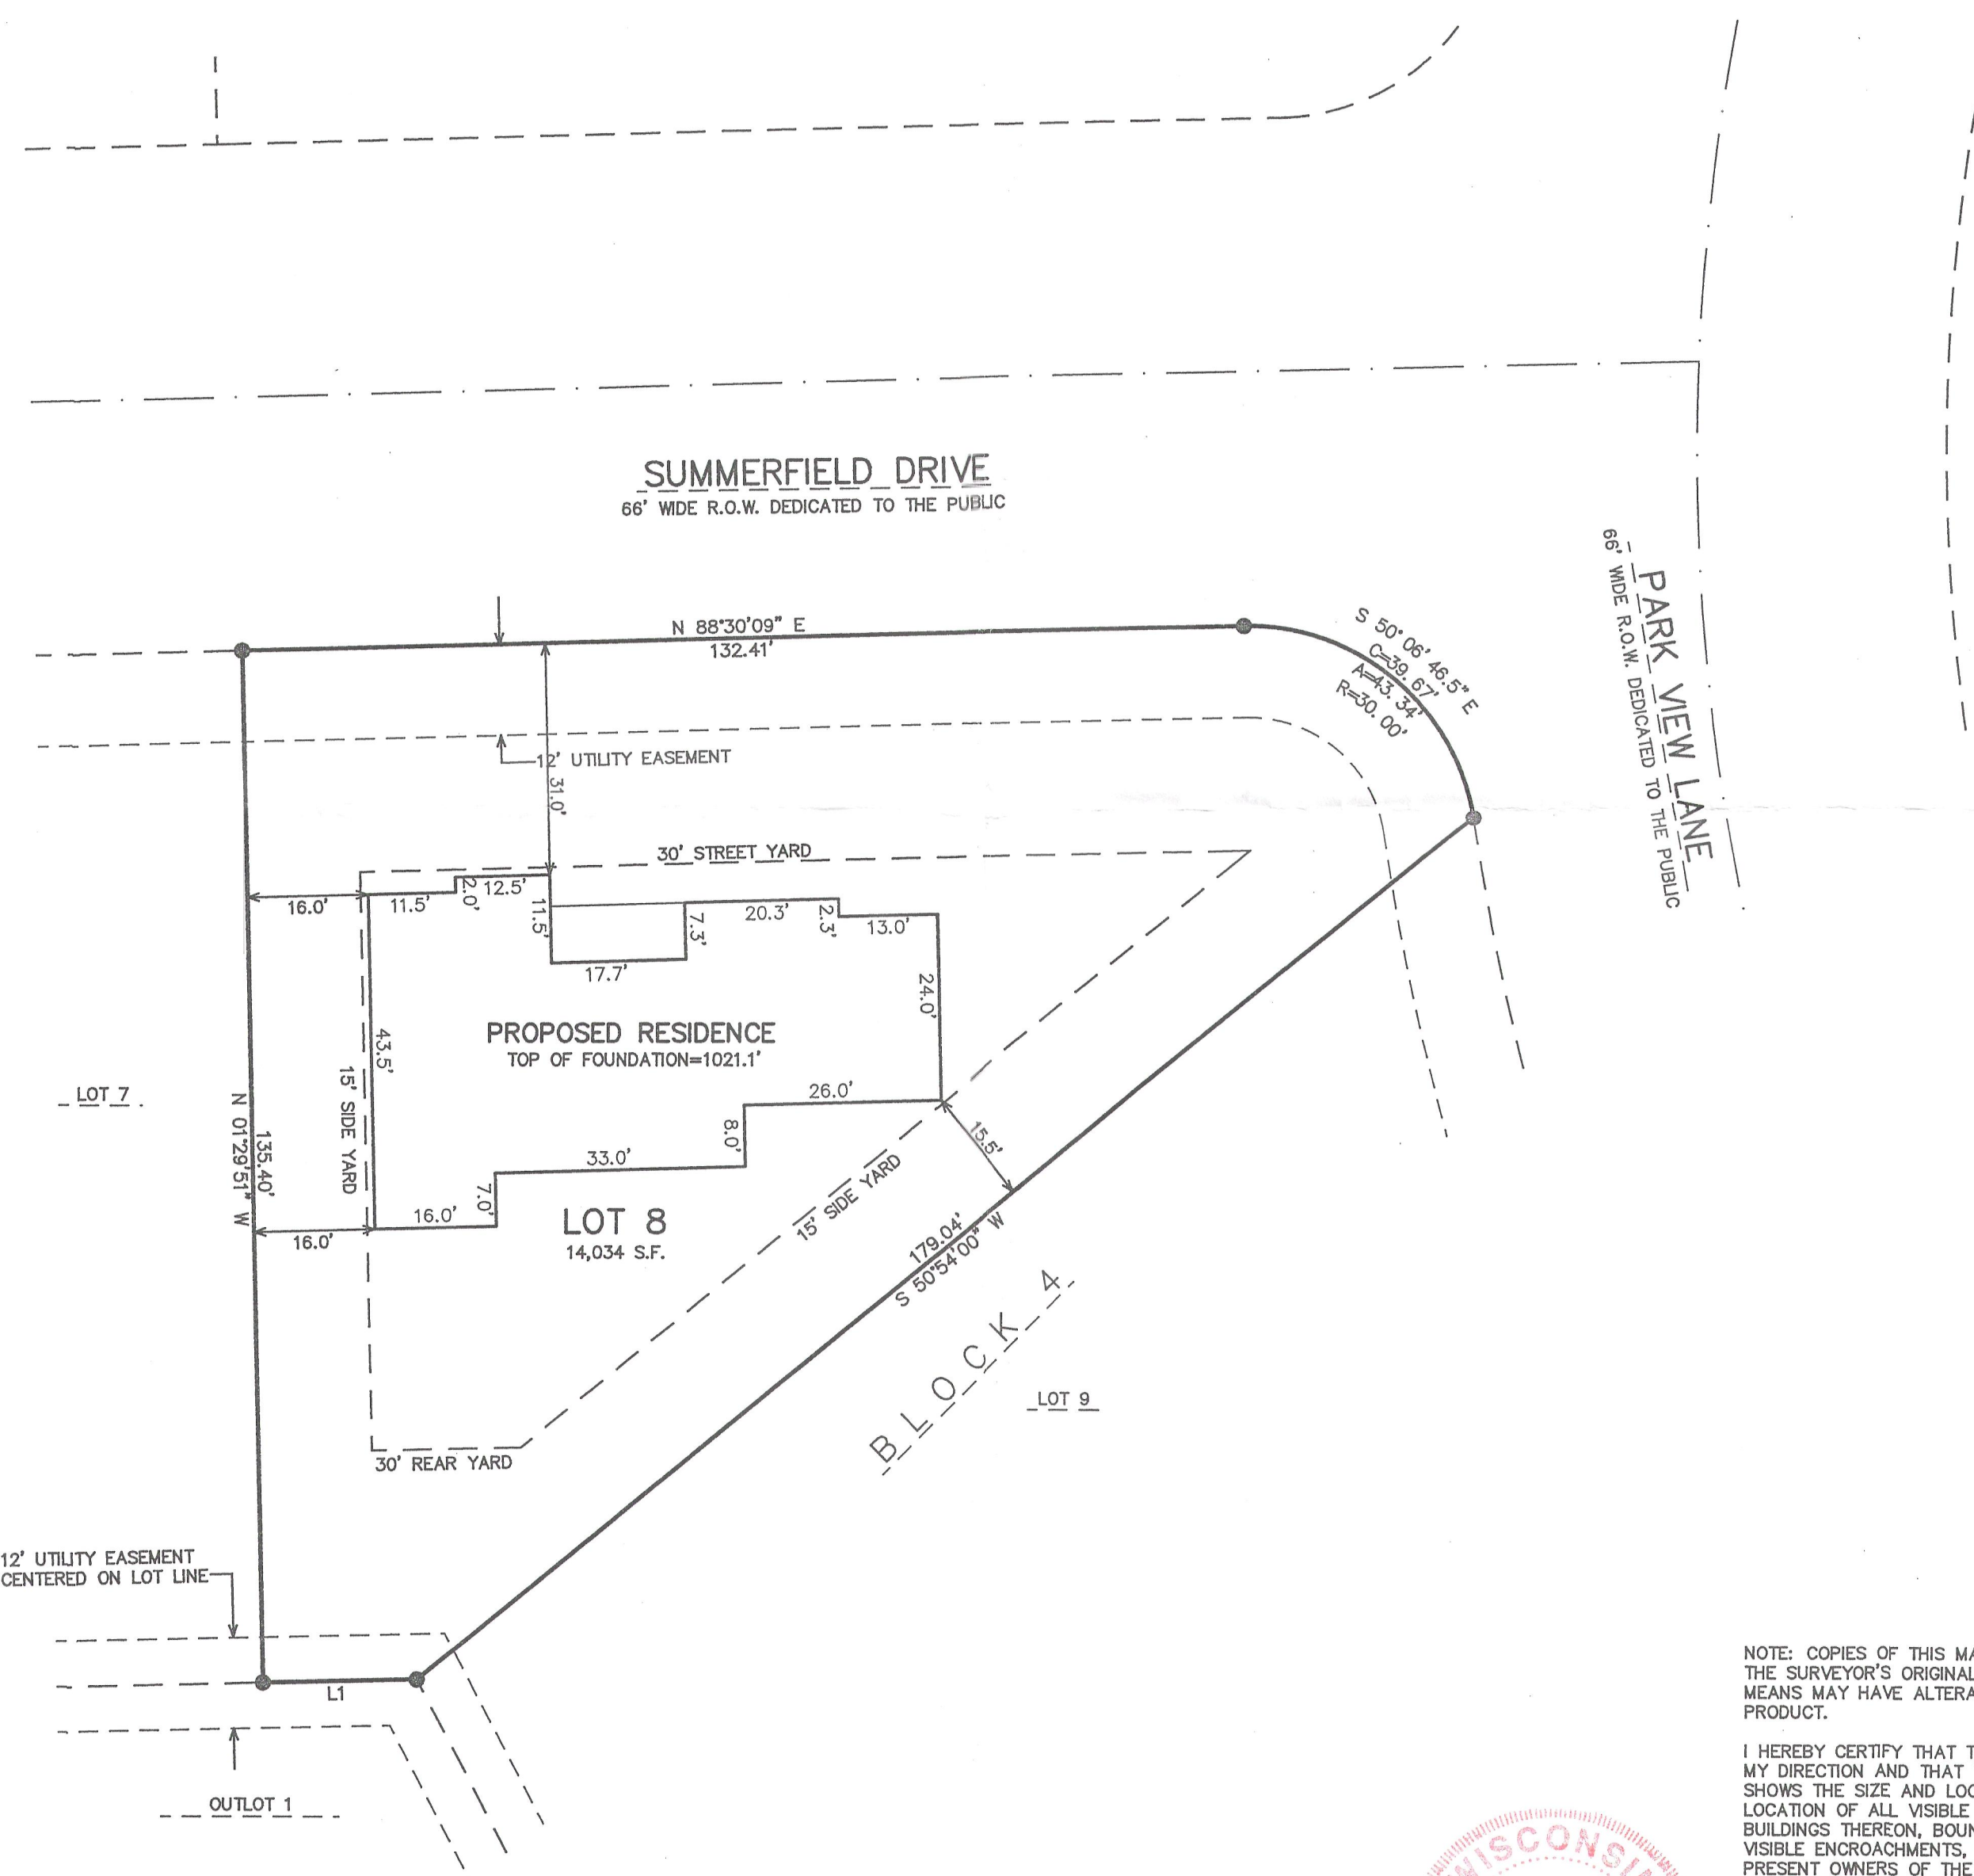 SUMMERFIELD DRIVE
66' WIDE R.O.W. DEDICATED TO THE PUBLIC
PARK VIEW LANE
66' WIDE R.O.W. DEDICATED TO THE PUBLIC
N 88°30'09" E
132.41'
S 50°06'46.5" E
C=39.67'
A=43.34'
R=30.00'
12' UTILITY EASEMENT
31.0'
30' STREET YARD
16.0'
11.5'
2.0'
12.5'
11.5'
17.7'
7.3'
20.3'
2.3'
13.0'
24.0'
PROPOSED RESIDENCE
TOP OF FOUNDATION=1021.1'
43.5'
15' SIDE YARD
LOT 7
N 01°29'51" W
135.40'
26.0'
8.0'
33.0'
7.0'
16.0'
16.0'
LOT 8
14,034 S.F.
15.5'
15' SIDE YARD
179.04'
S 50°54'00" W
BLOCK 4
LOT 9
30' REAR YARD
12' UTILITY EASEMENT
CENTERED ON LOT LINE
L1
OUTLOT 1
NOTE: COPIES OF THIS MA
THE SURVEYOR'S ORIGINAL
MEANS MAY HAVE ALTERA
PRODUCT.
I HEREBY CERTIFY THAT T
MY DIRECTION AND THAT
SHOWS THE SIZE AND LOC
LOCATION OF ALL VISIBLE
BUILDINGS THEREON, BOUN
VISIBLE ENCROACHMENTS,
PRESENT OWNERS OF THE
WISCONSIN